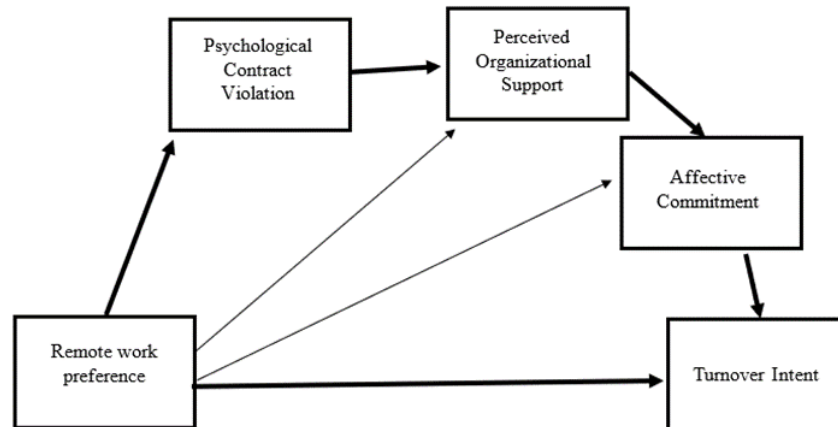 Psychological
Contract
Violation
Perceived
Organizational
Support
Affective
Commitment
Remote work
preference
Turnover Intent